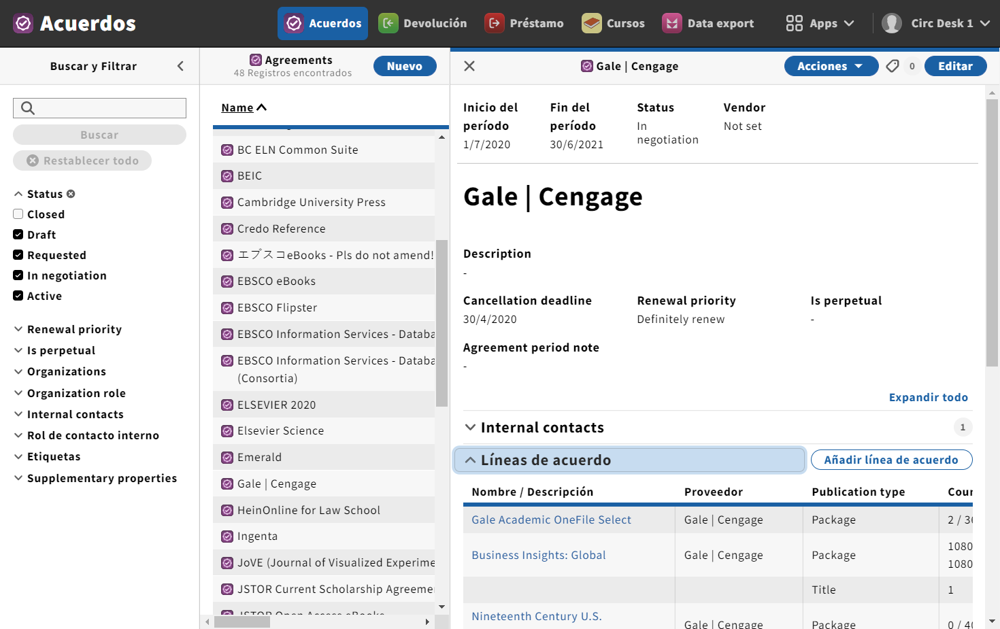 Acuerdos
Acuerdos
Devolución
Préstamo
Cursos
Data export
Apps
Circ Desk 1
Buscar y Filtrar
Buscar
Restablecer todo
Status
Closed
Draft
Requested
In negotiation
Active
Renewal priority
Is perpetual
Organizations
Organization role
Internal contacts
Rol de contacto interno
Etiquetas
Supplementary properties
Agreements
48 Registros encontrados
Nuevo
Name
BC ELN Common Suite
BEIC
Cambridge University Press
Credo Reference
エブスコeBooks - Pls do not amend!
EBSCO eBooks
EBSCO Flipster
EBSCO Information Services - Databa
EBSCO Information Services - Databa
(Consortia)
ELSEVIER 2020
Elsevier Science
Emerald
Gale | Cengage
HeinOnline for Law School
Ingenta
JoVE (Journal of Visualized Experime
JSTOR Current Scholarship Agreeme
JSTOR Open Access eBooks
Gale | Cengage
Acciones
0
Editar
Inicio del período
1/7/2020
Fin del período
30/6/2021
Status
In negotiation
Vendor
Not set
Gale | Cengage
Description
-
Cancellation deadline
30/4/2020
Renewal priority
Definitely renew
Is perpetual
-
Agreement period note
-
Expandir todo
Internal contacts
1
Líneas de acuerdo
Añadir línea de acuerdo
Nombre / Descripción Proveedor Publication type Cour
Gale Academic OneFile Select Gale | Cengage Package 2 / 36
Business Insights: Global Gale | Cengage Package 1080
1080
Title 1
Nineteenth Century U.S.
Gale | Cengage Package 0 / 40